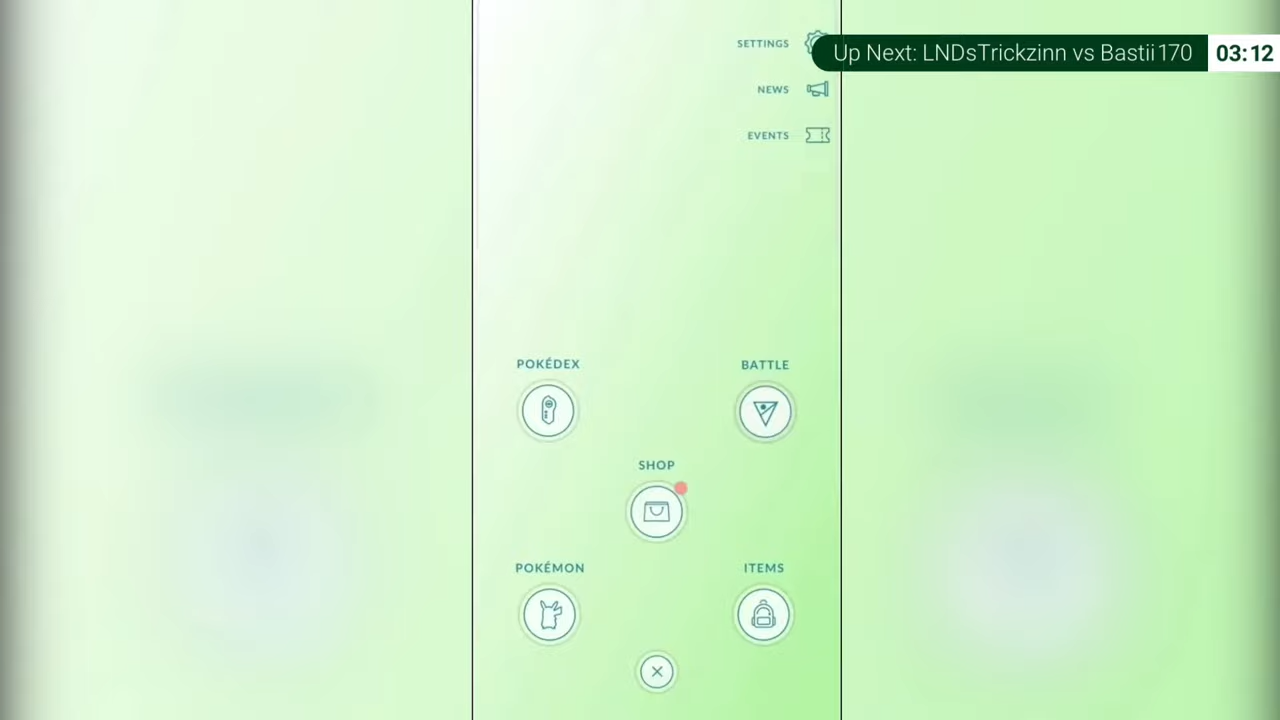 SETTINGS
Up Next: LNDsTrickzinn vs Bastii170 03:12
NEWS
EVENTS
POKÉDEX
BATTLE
SHOP
POKÉMON
ITEMS